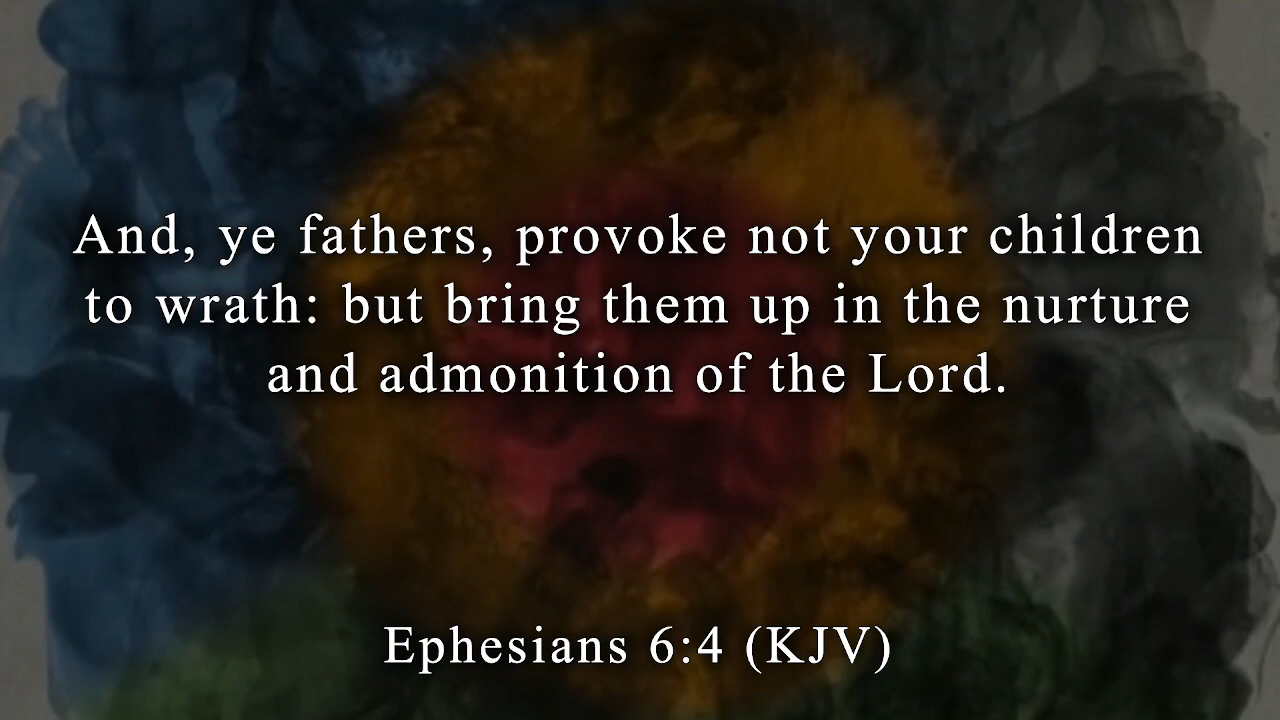 And, ye fathers, provoke not your children
to wrath: but bring them up in the nurture
and admonition of the Lord.
Ephesians 6:4 (KJV)